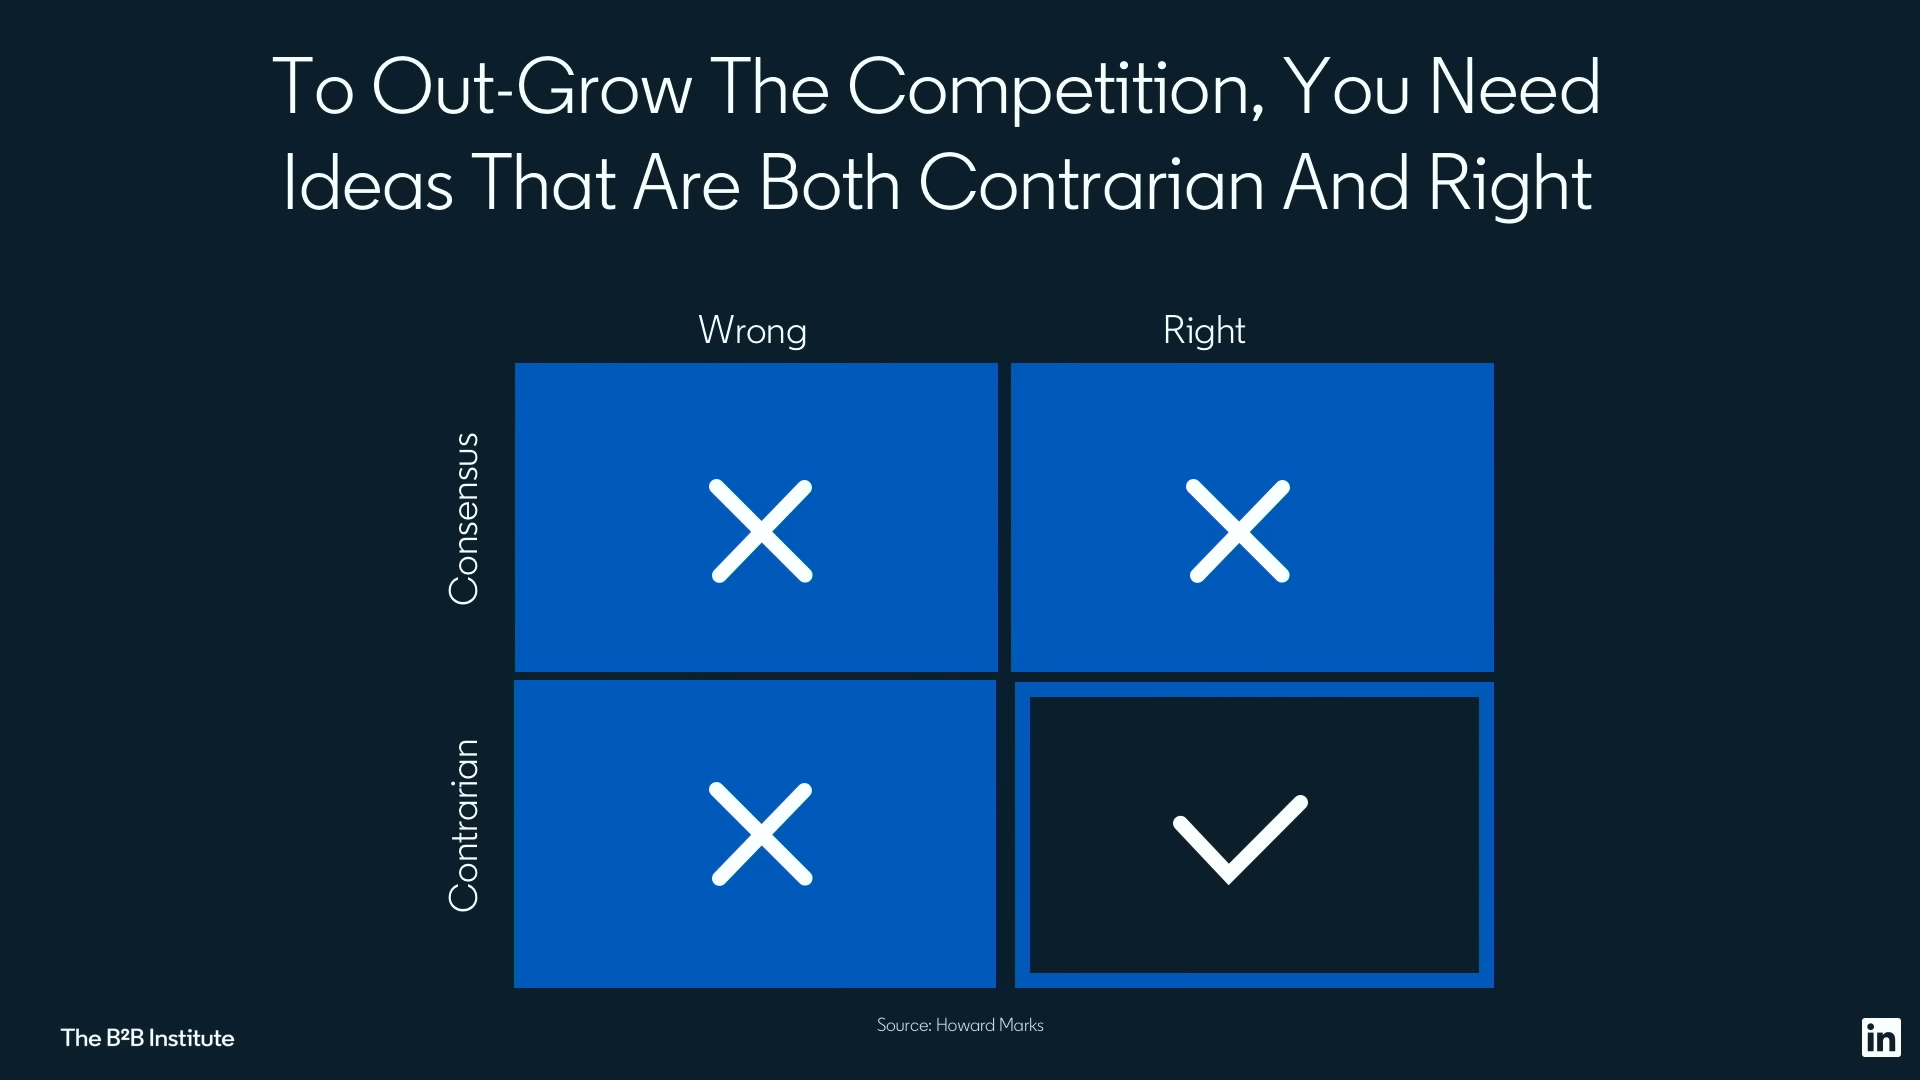 To Out-Grow The Competition, You Need
Ideas That Are Both Contrarian And Right
Wrong
Right
Consensus
Contrarian
Source: Howard Marks
The B²B Institute
in